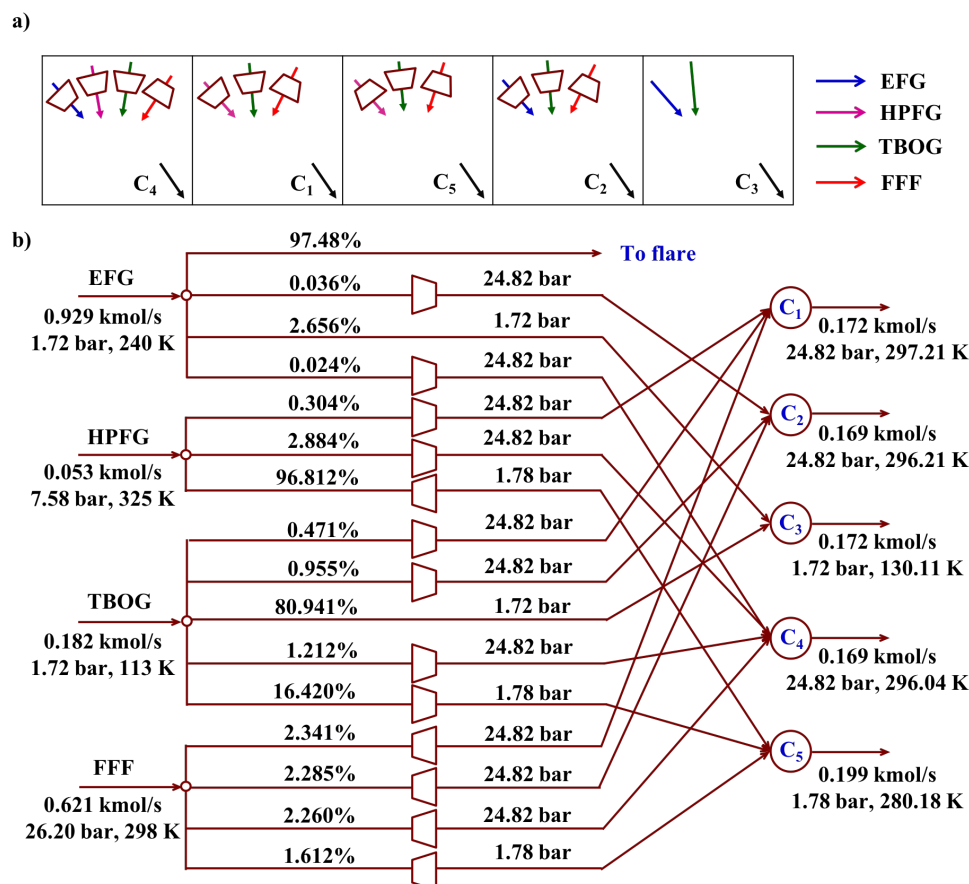 a)
C4
C1
C5
C2
C3
EFG
HPFG
TBOG
FFF
b)
EFG
0.929 kmol/s
1.72 bar, 240 K
97.48%
To flare
0.036%
24.82 bar
2.656%
1.72 bar
0.024%
24.82 bar
HPFG
0.053 kmol/s
7.58 bar, 325 K
0.304%
24.82 bar
2.884%
24.82 bar
96.812%
1.78 bar
TBOG
0.182 kmol/s
1.72 bar, 113 K
0.471%
24.82 bar
0.955%
24.82 bar
80.941%
1.72 bar
1.212%
24.82 bar
16.420%
1.78 bar
FFF
0.621 kmol/s
26.20 bar, 298 K
2.341%
24.82 bar
2.285%
24.82 bar
2.260%
24.82 bar
1.612%
1.78 bar
C1
0.172 kmol/s
24.82 bar, 297.21 K
C2
0.169 kmol/s
24.82 bar, 296.21 K
C3
0.172 kmol/s
1.72 bar, 130.11 K
C4
0.169 kmol/s
24.82 bar, 296.04 K
C5
0.199 kmol/s
1.78 bar, 280.18 K